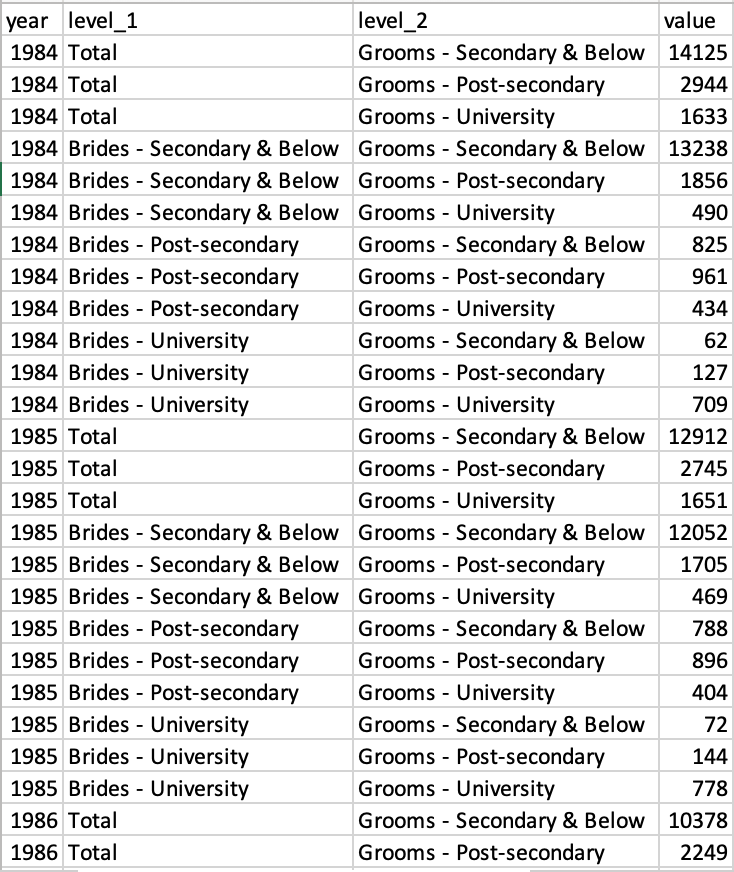 year level_1 level_2 value
1984 Total Grooms - Secondary & Below 14125
1984 Total Grooms - Post-secondary 2944
1984 Total Grooms - University 1633
1984 Brides - Secondary & Below Grooms - Secondary & Below 13238
1984 Brides - Secondary & Below Grooms - Post-secondary 1856
1984 Brides - Secondary & Below Grooms - University 490
1984 Brides - Post-secondary Grooms - Secondary & Below 825
1984 Brides - Post-secondary Grooms - Post-secondary 961
1984 Brides - Post-secondary Grooms - University 434
1984 Brides - University Grooms - Secondary & Below 62
1984 Brides - University Grooms - Post-secondary 127
1984 Brides - University Grooms - University 709
1985 Total Grooms - Secondary & Below 12912
1985 Total Grooms - Post-secondary 2745
1985 Total Grooms - University 1651
1985 Brides - Secondary & Below Grooms - Secondary & Below 12052
1985 Brides - Secondary & Below Grooms - Post-secondary 1705
1985 Brides - Secondary & Below Grooms - University 469
1985 Brides - Post-secondary Grooms - Secondary & Below 788
1985 Brides - Post-secondary Grooms - Post-secondary 896
1985 Brides - Post-secondary Grooms - University 404
1985 Brides - University Grooms - Secondary & Below 72
1985 Brides - University Grooms - Post-secondary 144
1985 Brides - University Grooms - University 778
1986 Total Grooms - Secondary & Below 10378
1986 Total Grooms - Post-secondary 2249